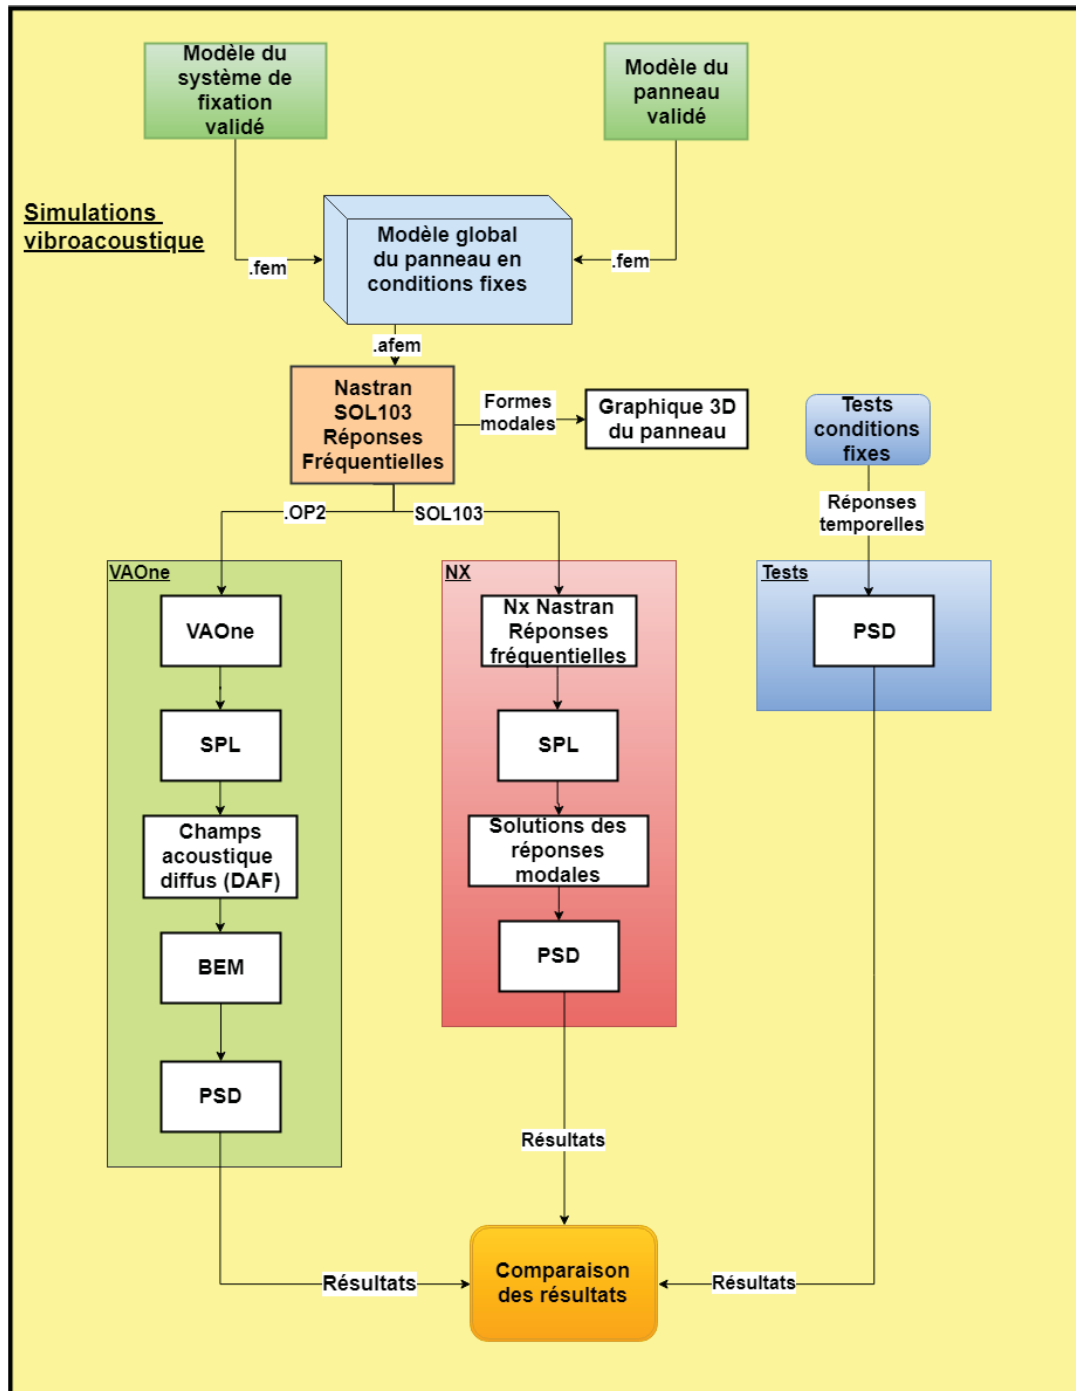 Modèle du
système de
fixation
validé
Modèle du
panneau
validé
Simulations
vibroacoustique
Modèle global
du panneau en
conditions fixes
.fem
.fem
.afem
Nastran
SOL103
Réponses
Fréquentielles
Formes
modales
Graphique 3D
du panneau
Tests
conditions
fixes
Réponses
temporelles
.OP2
SOL103
VAOne
NX
Tests
VAOne
Nx Nastran
Réponses
fréquentielles
PSD
SPL
SPL
Champs
acoustique
diffus (DAF)
Solutions des
réponses
modales
BEM
PSD
PSD
Résultats
Comparaison
des résultats
Résultats
Résultats